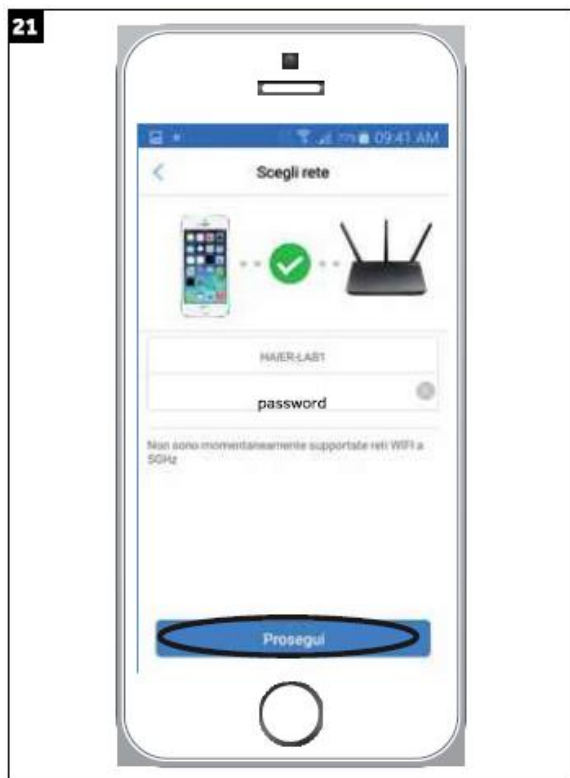 21
09:41 AM
Scegli rete
HAIER-LAB1
password
Non sono momentaneamente supportate reti WIFI a
5GHz
Prosegui